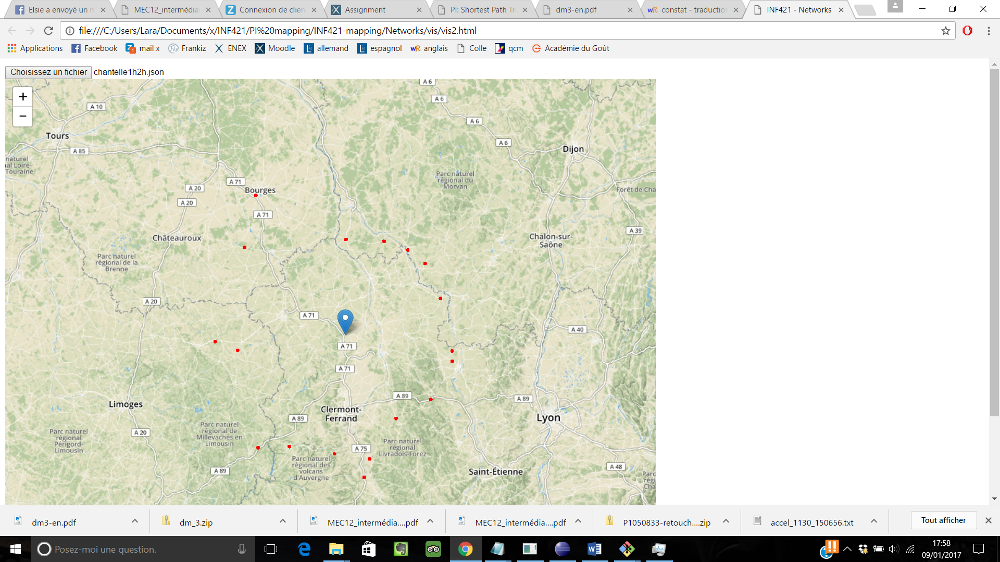 Elsie a envoyé un m
MEC12_intermédia
Connexion de clien
Assignment
PI: Shortest Path Tr
dm3-en.pdf
constat - traduction
INF421 - Networks
file:///C:/Users/Lara/Documents/x/INF421/PI%20mapping/INF421-mapping/Networks/vis/vis2.html
Applications
Facebook
mail x
Frankiz
ENEX
Moodle
allemand
espagnol
anglais
Colle
qcm
Académie du Goût
Choisissez un fichier chantelle1h2h.json
+
−
A 6
A 6
A 10
A 6
Tours
A 6
A 85
Dijon
naturel
nal Loire-
Touraine
Parc naturel
régional du
Morvan
A 71
A 20
Bourges
Forêt de Cha
A 20
A 71
A 39
Châteauroux
Chalon-sur-
Saône
Parc naturel
régional de la
Brenne
A 20
A 71
A 40
A 71
A 71
A 89
A 89
Limoges
Clermont-
Ferrand
A 89
Lyon
Parc naturel
régional
Périgord-
Limousin
A 20
Parc naturel
régional de
Millevaches en
Limousin
A 75
Parc naturel
régional
Livradois-Forez
Parc naturel
régional des
volcans
d'Auvergne
A 89
Saint-Étienne
A 48
Parc
régi
Cha
dm3-en.pdf
dm_3.zip
MEC12_intermédia....pdf
MEC12_intermédia....pdf
P1050833-retouch....zip
accel_1130_150656.txt
Tout afficher
Posez-moi une question.
17:58
09/01/2017